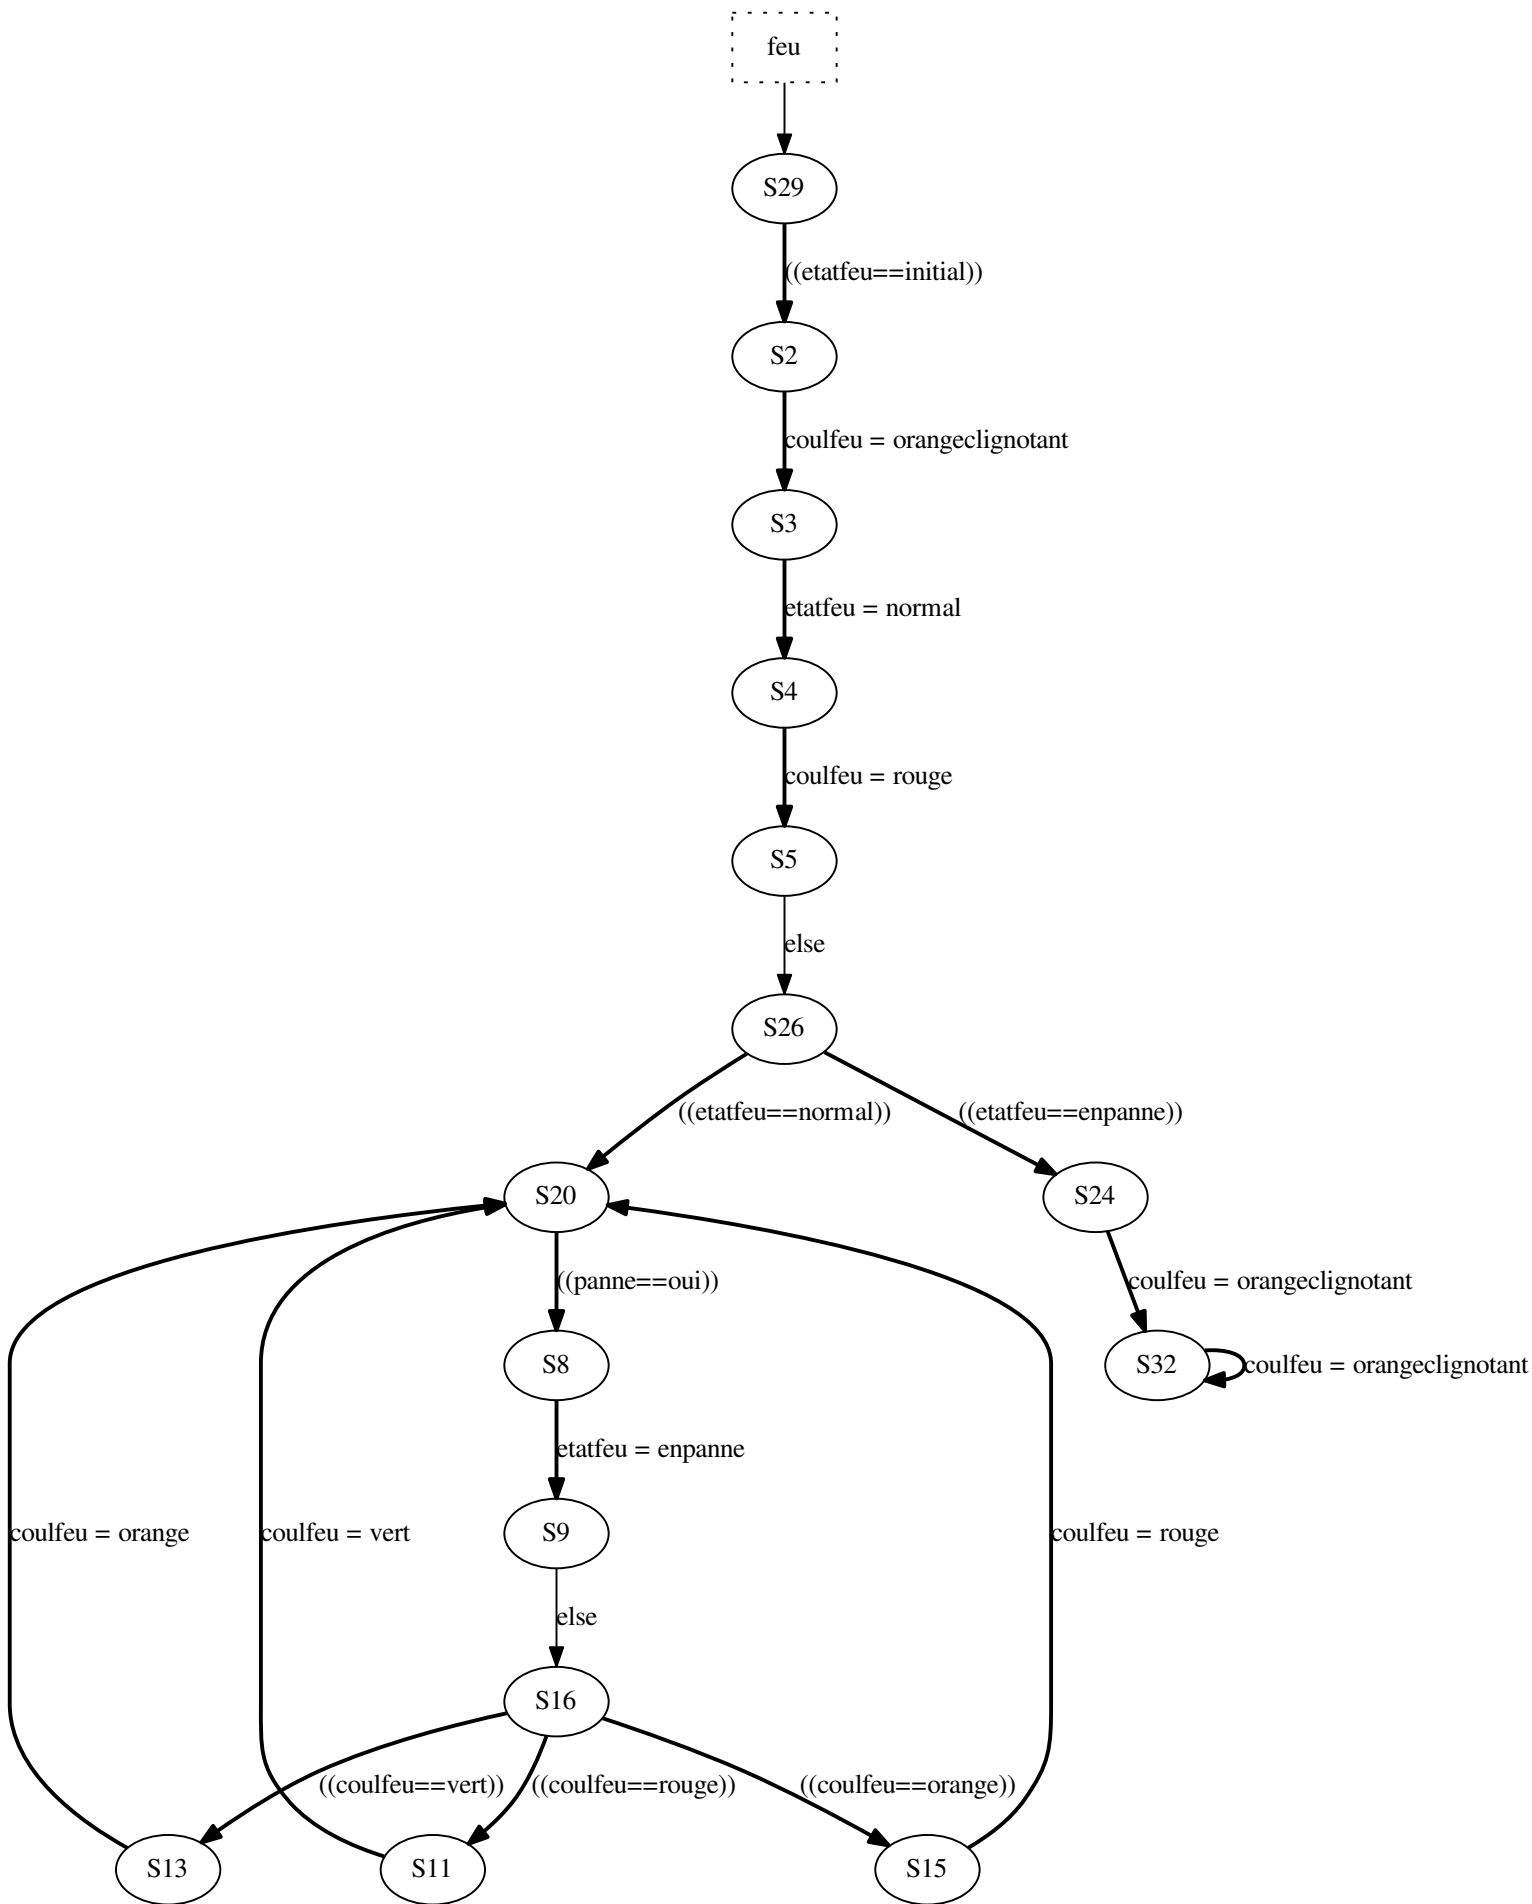 feu
S29
((etatfeu==initial))
S2
coulfeu = orangeclignotant
S3
etatfeu = normal
S4
coulfeu = rouge
S5
else
S26
((etatfeu==normal))
((etatfeu==enpanne))
S20
S24
((panne==oui))
coulfeu = orangeclignotant
S8
S32
coulfeu = orangeclignotant
etatfeu = enpanne
coulfeu = orange
coulfeu = vert
S9
coulfeu = rouge
else
S16
((coulfeu==vert))
((coulfeu==rouge))
((coulfeu==orange))
S13
S11
S15